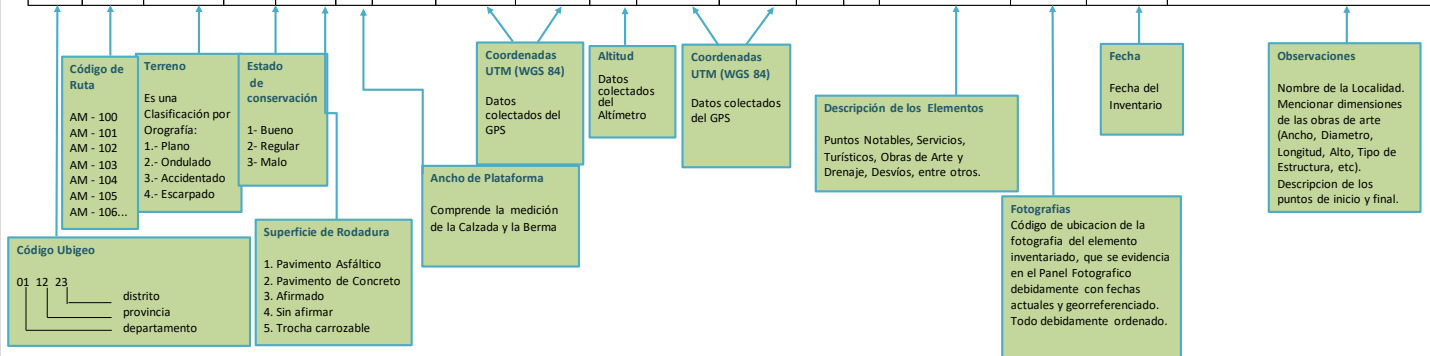 Código de
Ruta
AM - 100
AM - 101
AM - 102
AM - 103
AM - 104
AM - 105
AM - 106...
Terreno
Es una
Clasificación por
Orografía:
1.- Plano
2.- Ondulado
3.- Accidentado
4.- Escarpado
Estado
de
conservación
1- Bueno
2- Regular
3- Malo
Coordenadas
UTM (WGS 84)
Datos
colectados del
GPS
Altitud
Datos
colectados
del
Altímetro
Coordenadas
UTM (WGS 84)
Datos colectados
del GPS
Descripción de los Elementos
Puntos Notables, Servicios,
Turísticos, Obras de Arte y
Drenaje, Desvíos, entre otros.
Fecha
Fecha del
Inventario
Observaciones
Nombre de la Localidad.
Mencionar dimensiones
de las obras de arte
(Ancho, Diametro,
Longitud, Alto, Tipo de
Estructura, etc).
Descripcion de los
puntos de inicio y final.
Código Ubigeo
01 12 23
distrito
provincia
departamento
Superficie de Rodadura
1. Pavimento Asfáltico
2. Pavimento de Concreto
3. Afirmado
4. Sin afirmar
5. Trocha carrozable
Ancho de Plataforma
Comprende la medición
de la Calzada y la Berma
Fotografias
Código de ubicacion de la
fotografia del elemento
inventariado, que se evidencia
en el Panel Fotografico
debidamente con fechas
actuales y georreferenciado.
Todo debidamente ordenado.